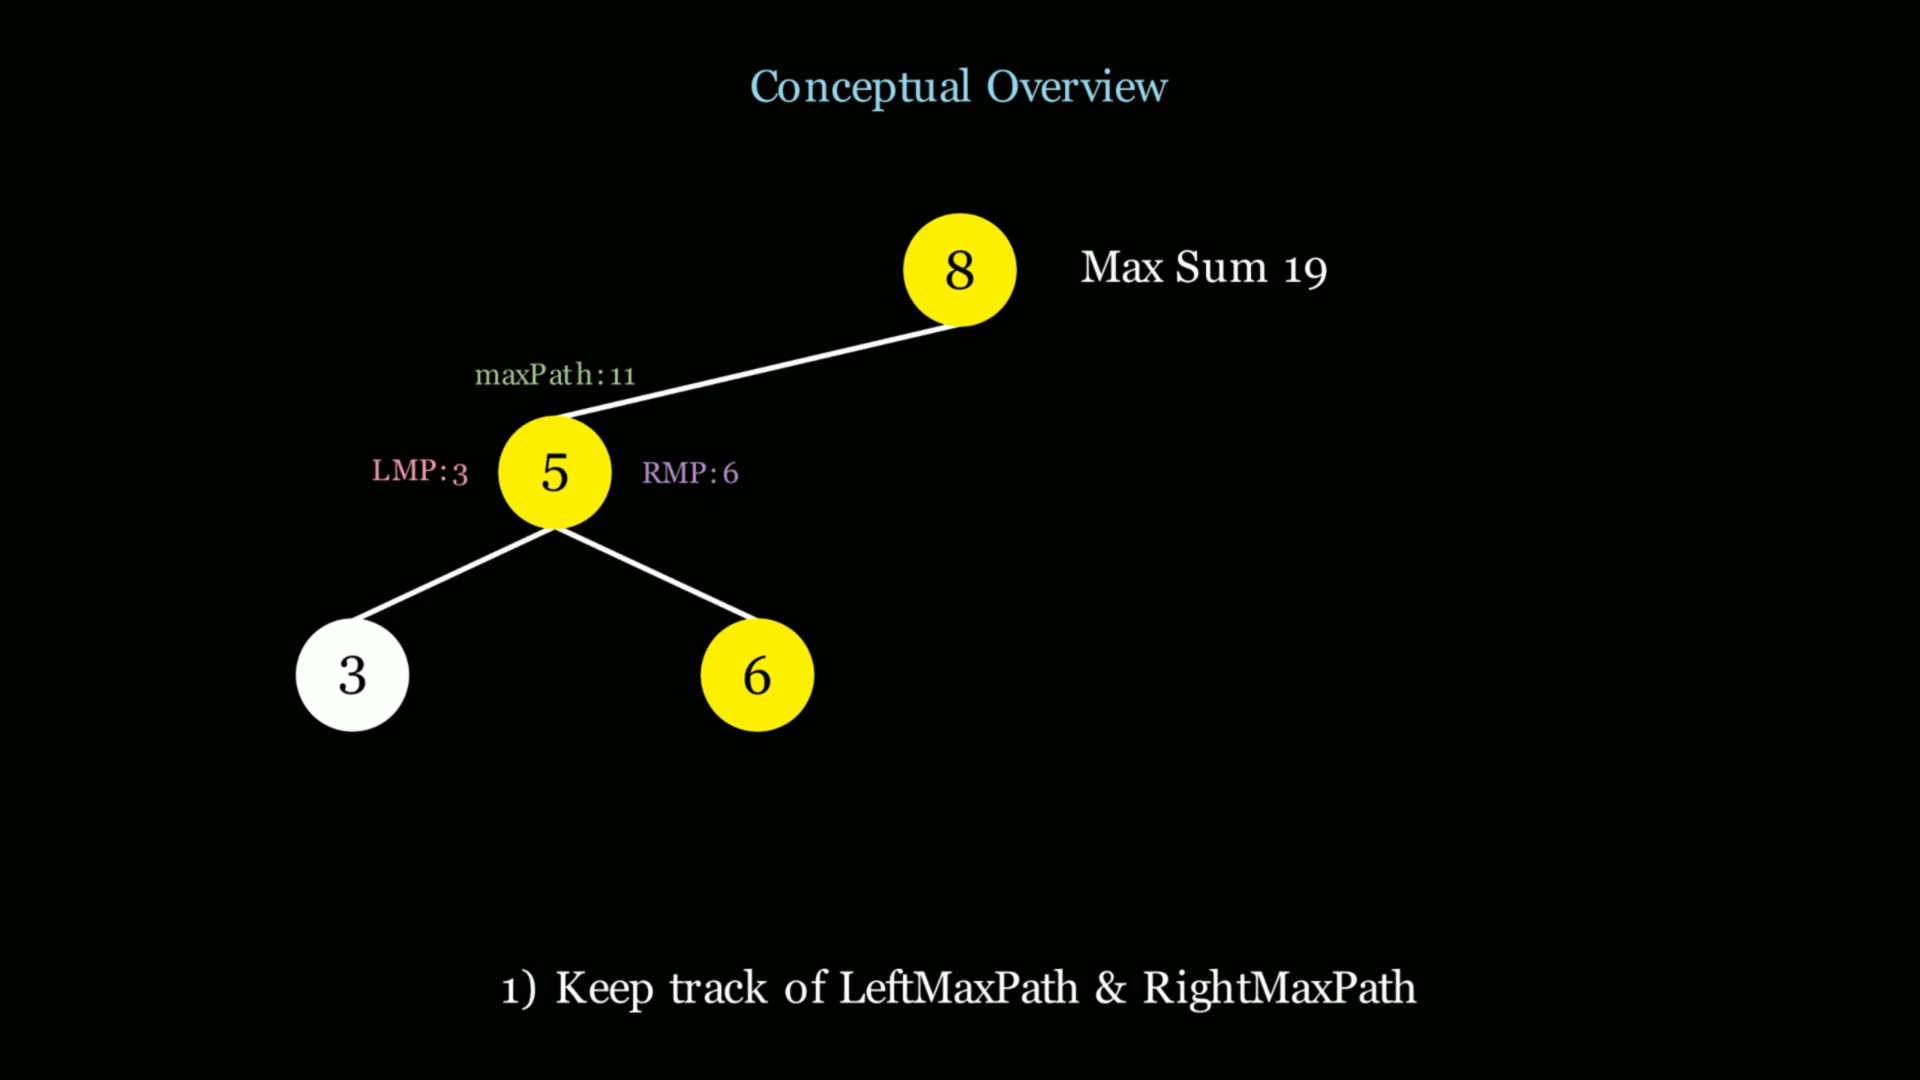 Conceptual Overview
8
Max Sum 19
maxPath:11
LMP:3
5
RMP:6
3
6
1) Keep track of LeftMaxPath & RightMaxPath